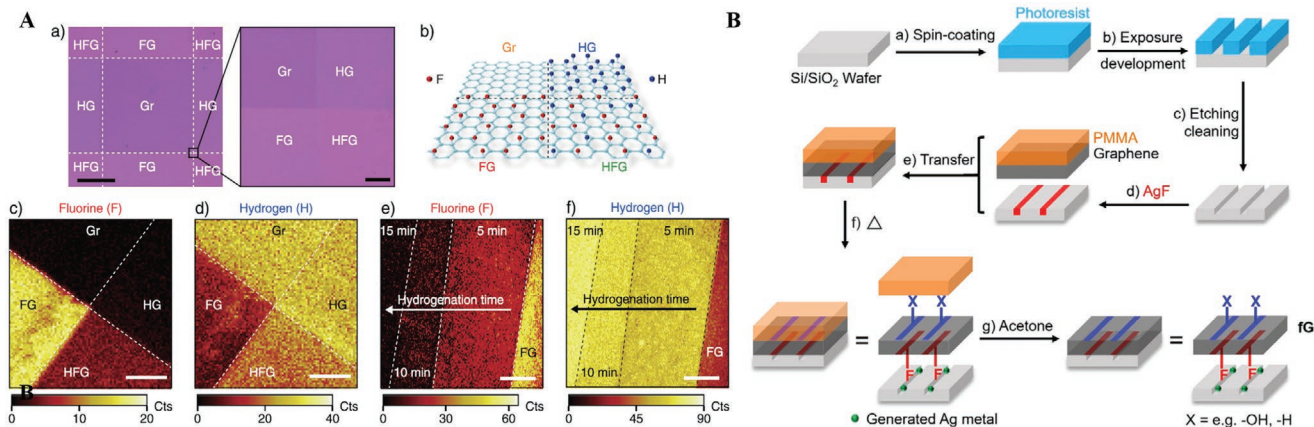 A
a)
HFG FG HFG
HG Gr HG
HFG FG HFG
Gr HG
FG HFG
b)
Gr HG
F H
FG HFG
c) Fluorine (F)
Gr
FG HG
HFG
0 10 20 Cts
d) Hydrogen (H)
Gr
FG HG
HFG
0 20 40 Cts
e) Fluorine (F)
15 min 5 min
Hydrogenation time
FG
10 min
0 30 60 Cts
f) Hydrogen (H)
15 min 5 min
Hydrogenation time
FG
10 min
0 45 90 Cts
B
B
Photoresist
a) Spin-coating
Si/SiO2 Wafer
b) Exposure
development
c) Etching
cleaning
PMMA
Graphene
e) Transfer
d) AgF
f) △
X X
=
F F
g) Acetone
=
X X
fG
F F
Generated Ag metal
X = e.g. -OH, -H